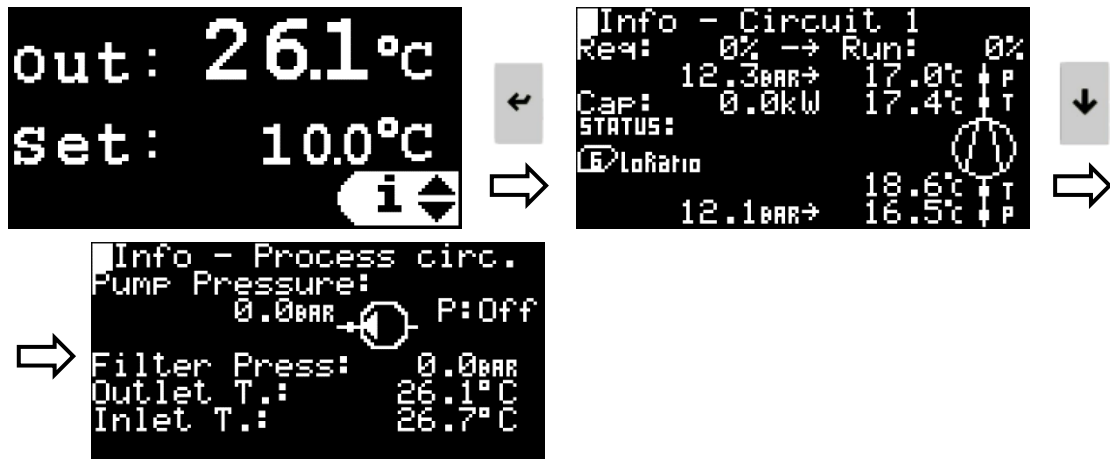 Out: 26.1°C
Set: 10.0°C
i
Info - Circuit 1
Req: 0% → Run: 0%
12.3BAR→ 17.0°C P
Cap: 0.0kW 17.4°C T
STATUS:
6 LoRatio
18.6°C T
12.1BAR→ 16.5°C P
Info - Process circ.
Pump Pressure:
0.0BAR P:Off
Filter Press: 0.0BAR
Outlet T.: 26.1°C
Inlet T.: 26.7°C